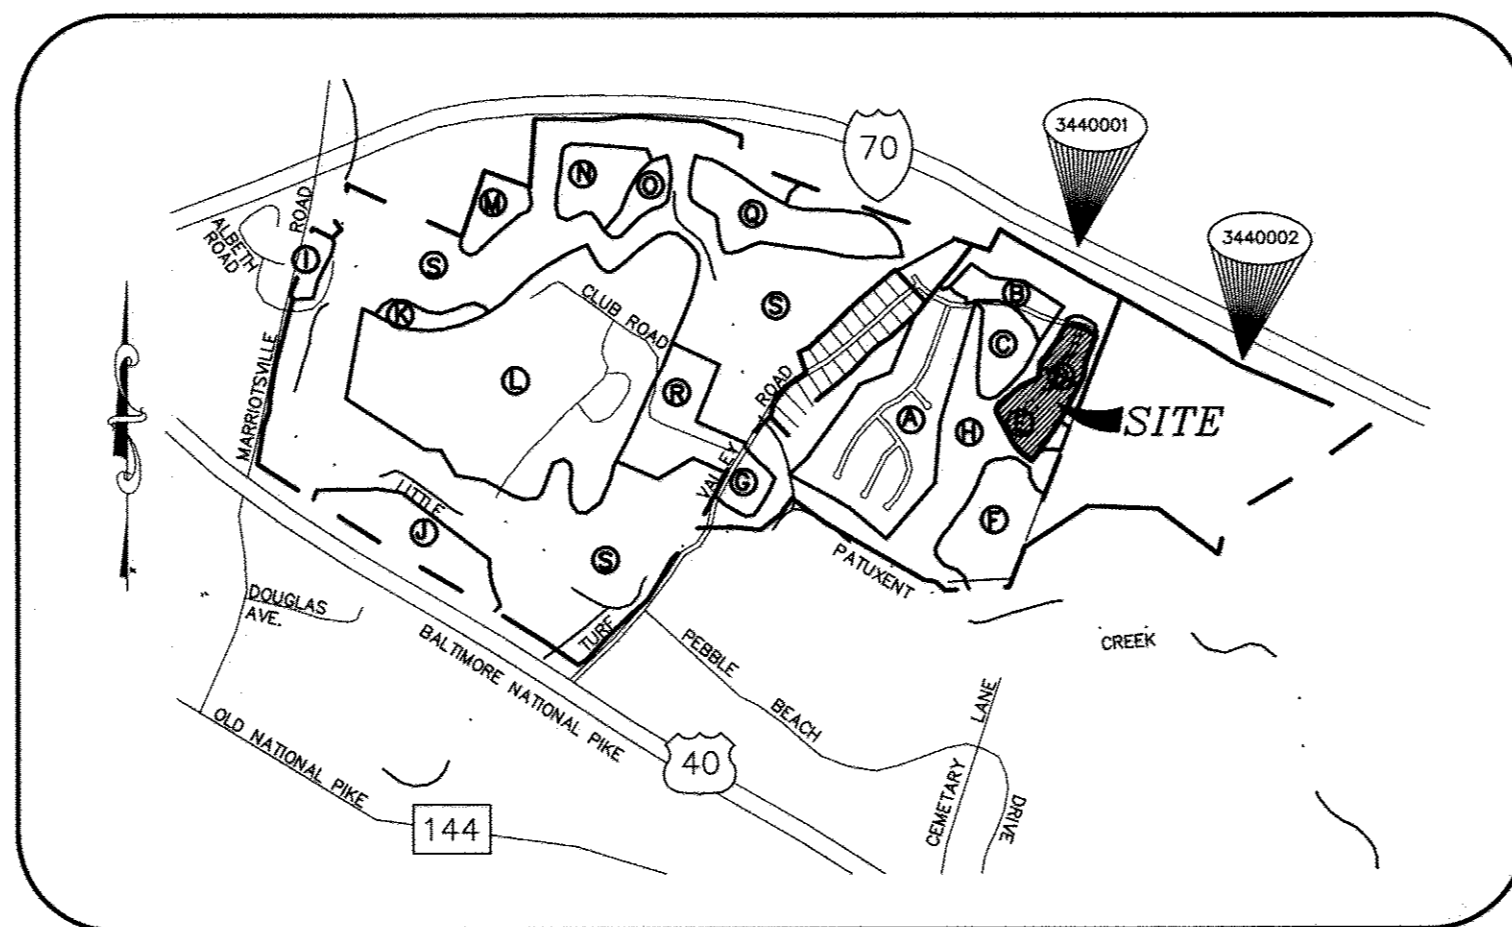 3440001
70
3440002
N
O
M
Q
ROAD
ALBETH
ROAD
I
S
B
K
CLUB ROAD
S
C
L
R
ROAD
A
H
E
SITE
MARRIOTSVILLE
VALLEY
G
LITTLE
J
F
S
PATUXENT
DOUGLAS
AVE.
TURF
PEBBLE
CREEK
BALTIMORE NATIONAL PIKE
BEACH
LANE
OLD NATIONAL PIKE
40
CEMETARY
DRIVE
144